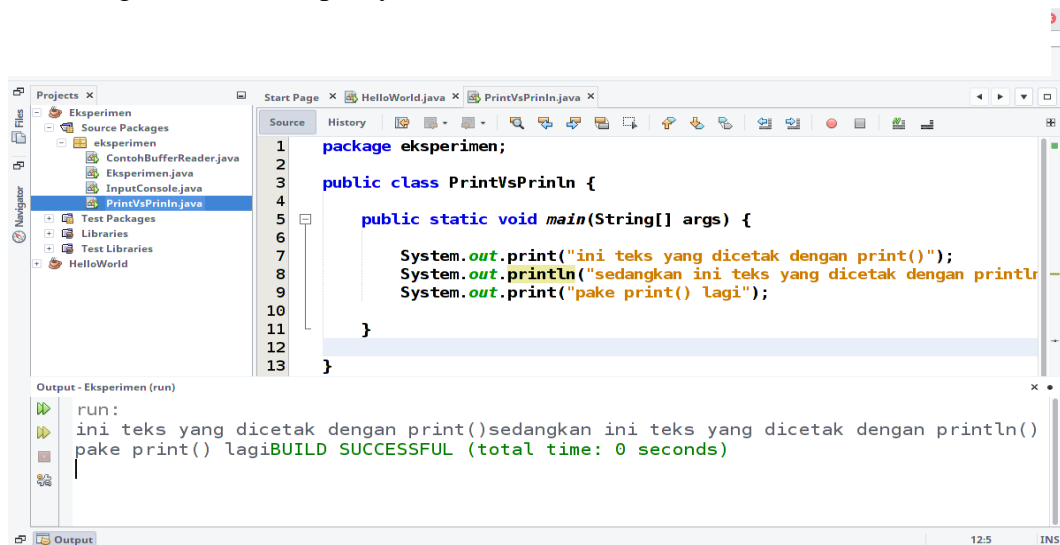 Projects
Start Page
HelloWorld.java
PrintVsPrinln.java
Files
Navigator
Eksperimen
Source Packages
eksperimen
ContohBufferReader.java
Eksperimen.java
InputConsole.java
PrintVsPrinln.java
Test Packages
Libraries
Test Libraries
HelloWorld
Source History
1 package eksperimen;
2
3 public class PrintVsPrinln {
4
5 public static void main(String[] args) {
6
7 System.out.print("ini teks yang dicetak dengan print()");
8 System.out.println("sedangkan ini teks yang dicetak dengan println
9 System.out.print("pake print() lagi");
10
11 }
12
13 }
Output - Eksperimen (run)
run:
ini teks yang dicetak dengan print()sedangkan ini teks yang dicetak dengan println()
pake print() lagiBUILD SUCCESSFUL (total time: 0 seconds)
Output
12:5 INS